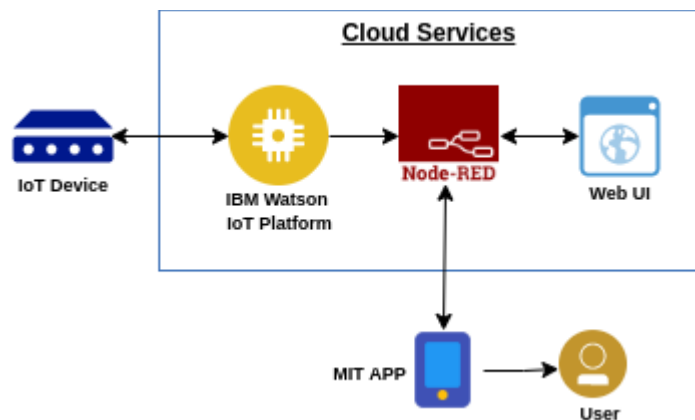 Cloud Services
IoT Device
IBM Watson
IoT Platform
Node-RED
Web UI
MIT APP
User